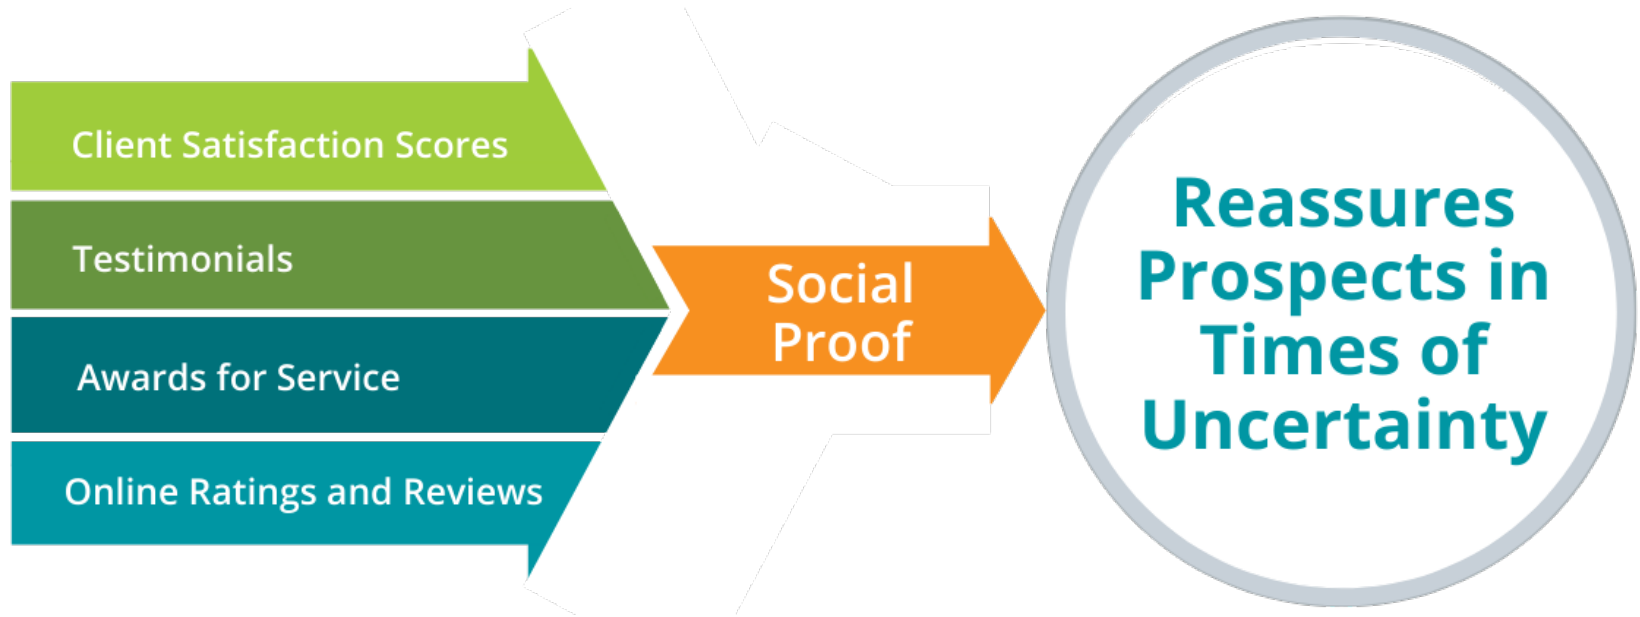 Client Satisfaction Scores
Testimonials
Awards for Service
Online Ratings and Reviews
Social
Proof
Reassures
Prospects in
Times of
Uncertainty